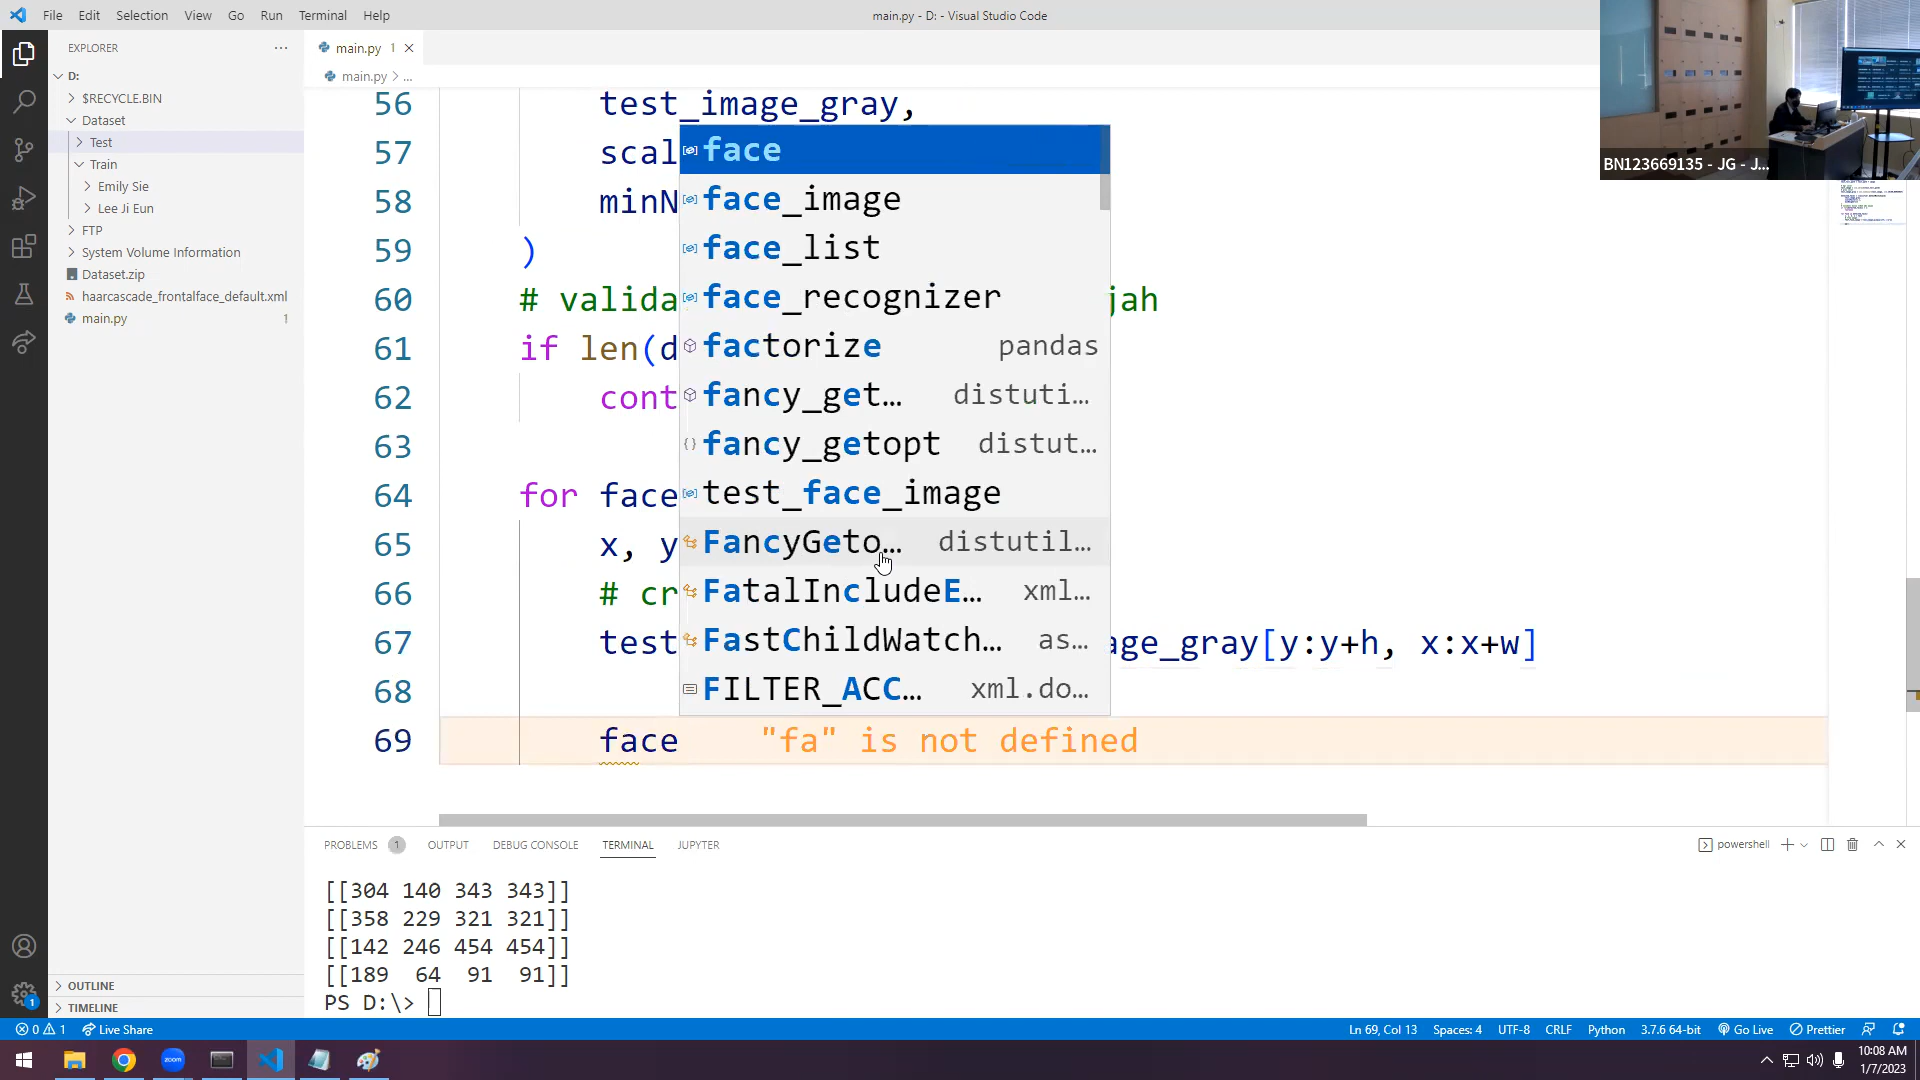 File Edit Selection View Go Run Terminal Help
main.py - D: - Visual Studio Code
EXPLORER
D:
$RECYCLE.BIN
Dataset
Test
Train
Emily Sie
Lee Ji Eun
FTP
System Volume Information
Dataset.zip
haarcascade_frontalface_default.xml
main.py 1
OUTLINE
TIMELINE
main.py 1
main.py > ...
56 test_image_gray,
57 scal
58 minN
59 )
60 # valida jah
61 if len(d
62 cont
63
64 for face
65 x, y
66 # cr
67 test age_gray[y:y+h, x:x+w]
68
69 face "fa" is not defined
face
face_image
face_list
face_recognizer
factorize pandas
fancy_get… distuti…
fancy_getopt distut…
test_face_image
FancyGeto… distutil…
FatalIncludeE… xml…
FastChildWatch… as…
FILTER_ACC… xml.do…
BN123669135 - JG - J...
PROBLEMS 1 OUTPUT DEBUG CONSOLE TERMINAL JUPYTER
powershell
[[304 140 343 343]]
[[358 229 321 321]]
[[142 246 454 454]]
[[189 64 91 91]]
PS D:\>
1
0 1 Live Share
Ln 69, Col 13 Spaces: 4 UTF-8 CRLF Python 3.7.6 64-bit Go Live Prettier
zoom
10:08 AM
1/7/2023